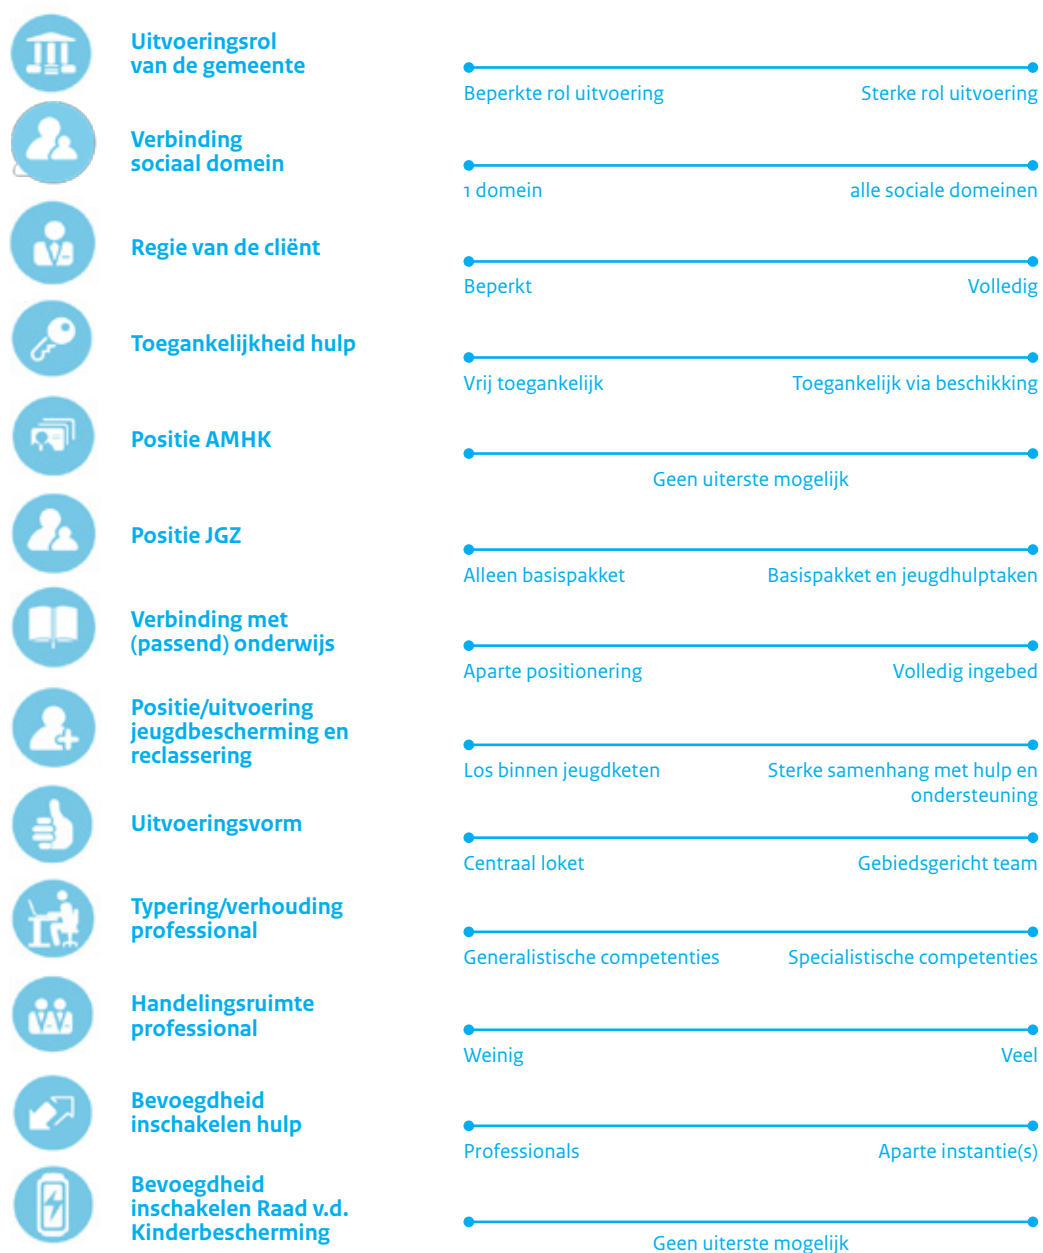 Uitvoeringsrol
van de gemeente
Beperkte rol uitvoering
Sterke rol uitvoering
Verbinding
sociaal domein
1 domein
alle sociale domeinen
Regie van de cliënt
Beperkt
Volledig
Toegankelijkheid hulp
Vrij toegankelijk
Toegankelijk via beschikking
Positie AMHK
Geen uiterste mogelijk
Positie JGZ
Alleen basispakket
Basispakket en jeugdhulptaken
Verbinding met
(passend) onderwijs
Aparte positionering
Volledig ingebed
Positie/uitvoering
jeugdbescherming en
reclassering
Los binnen jeugdketen
Sterke samenhang met hulp en
ondersteuning
Uitvoeringsvorm
Centraal loket
Gebiedsgericht team
Typering/verhouding
professional
Generalistische competenties
Specialistische competenties
Handelingsruimte
professional
Weinig
Veel
Bevoegdheid
inschakelen hulp
Professionals
Aparte instantie(s)
Bevoegdheid
inschakelen Raad v.d.
Kinderbescherming
Geen uiterste mogelijk